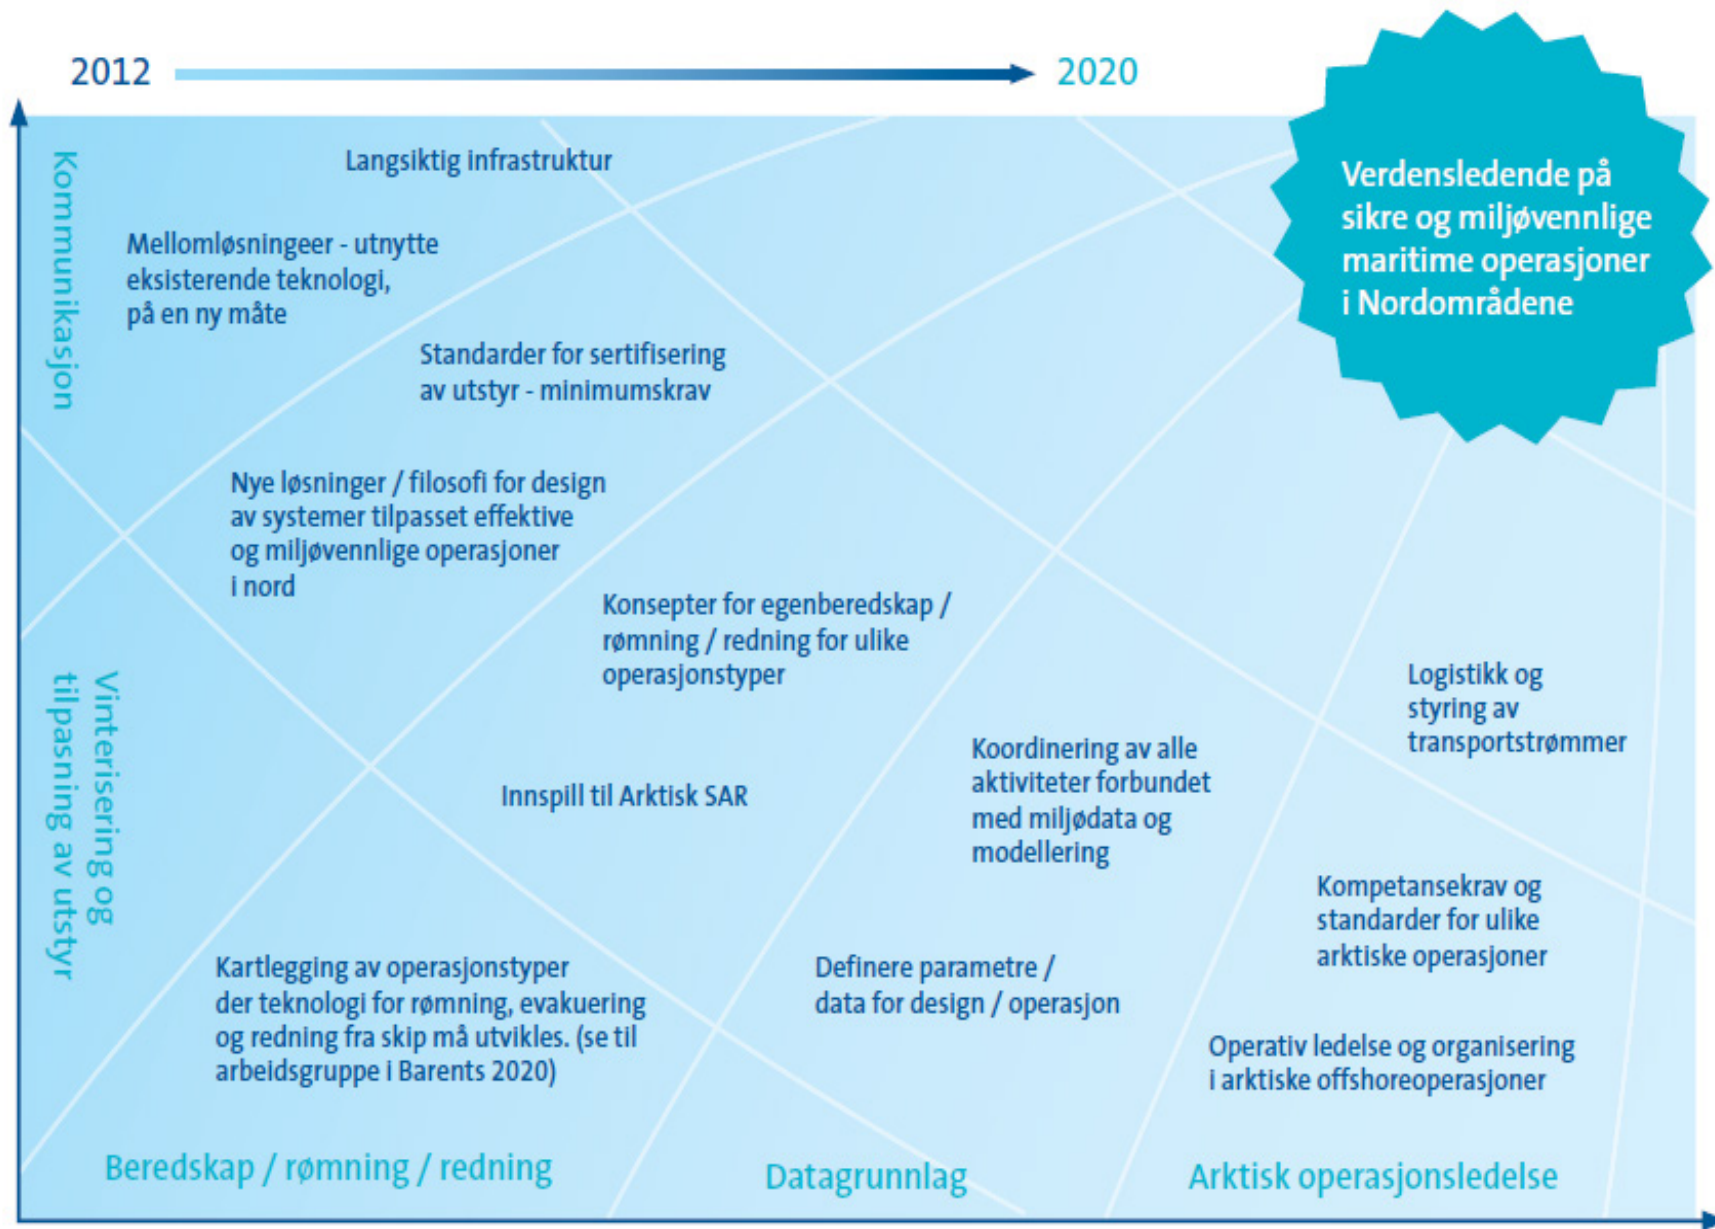 2012
2020
Verdensledende på
sikre og miljøvennlige
maritime operasjoner
i Nordområdene
Kommunikasjon
Langsiktig infrastruktur
Mellomløsningeer - utnytte
eksisterende teknologi,
på en ny måte
Standarder for sertifisering
av utstyr - minimumskrav
Nye løsninger / filosofi for design
av systemer tilpasset effektive
og miljøvennlige operasjoner
i nord
Konsepter for egenberedskap /
rømning / redning for ulike
operasjonstyper
Vinterisering og
tilpasning av utstyr
Logistikk og
styring av
transportstrømmer
Koordinering av alle
aktiviteter forbundet
med miljødata og
modellering
Innspill til Arktisk SAR
Kompetansekrav og
standarder for ulike
arktiske operasjoner
Kartlegging av operasjonstyper
der teknologi for rømning, evakuering
og redning fra skip må utvikles. (se til
arbeidsgruppe i Barents 2020)
Definere parametre /
data for design / operasjon
Operativ ledelse og organisering
i arktiske offshoreoperasjoner
Beredskap / rømning / redning
Datagrunnlag
Arktisk operasjonsledelse